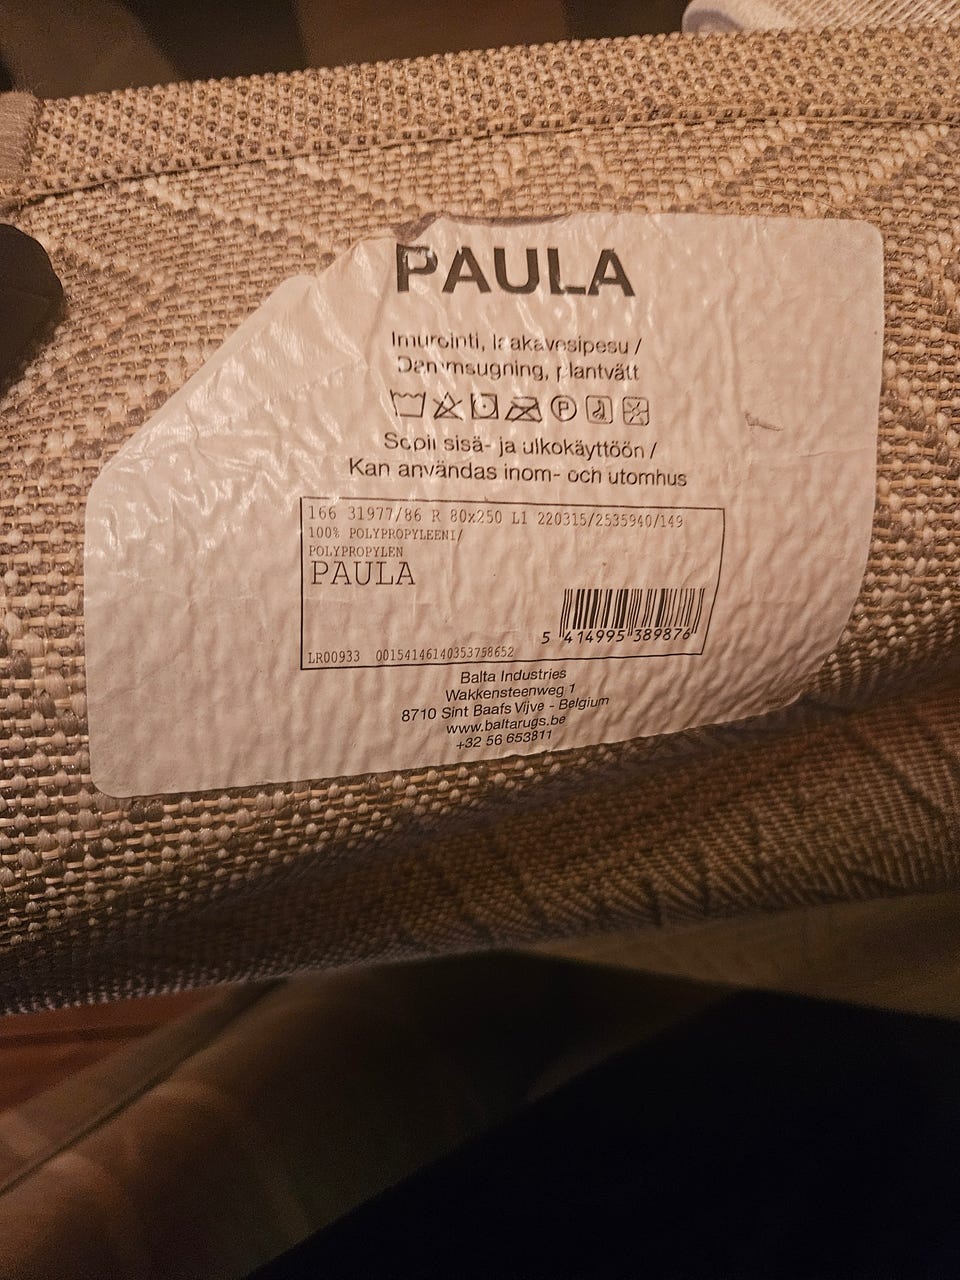 PAULA
Imurointi, laakavesipesu /
Dammsugning, plantvätt
P
Sopii sisä- ja ulkokäyttöön /
Kan användas inom- och utomhus
166 31977/86 R 80x250 L1 220315/2535940/149
100% POLYPROPYLEENI/
POLYPROPYLEN
PAULA
5 414995 389876
LR00933 00154146140353758652
Balta Industries
Wakkensteenweg 1
8710 Sint Baafs Vijve - Belgium
www.baltarugs.be
+32 56 653811